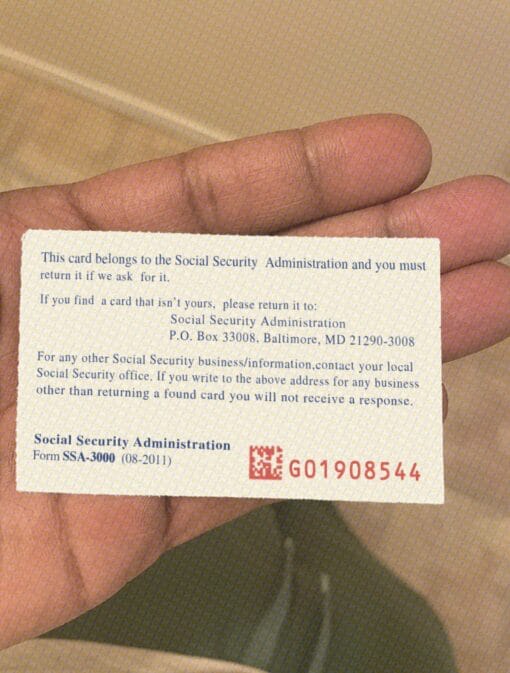 This card belongs to the Social Security Administration and you must
return it if we ask for it.
If you find a card that isn't yours, please return it to:
Social Security Administration
P.O. Box 33008. Baltimore, MD 21290-3008
For any other Social Security business/information,contact your local
Social Security office. If you write to the above address for any business
other than returning a found card you will not receive a response.
Social Security Administration
Form SSA-3000 (08-2011)
G01908544